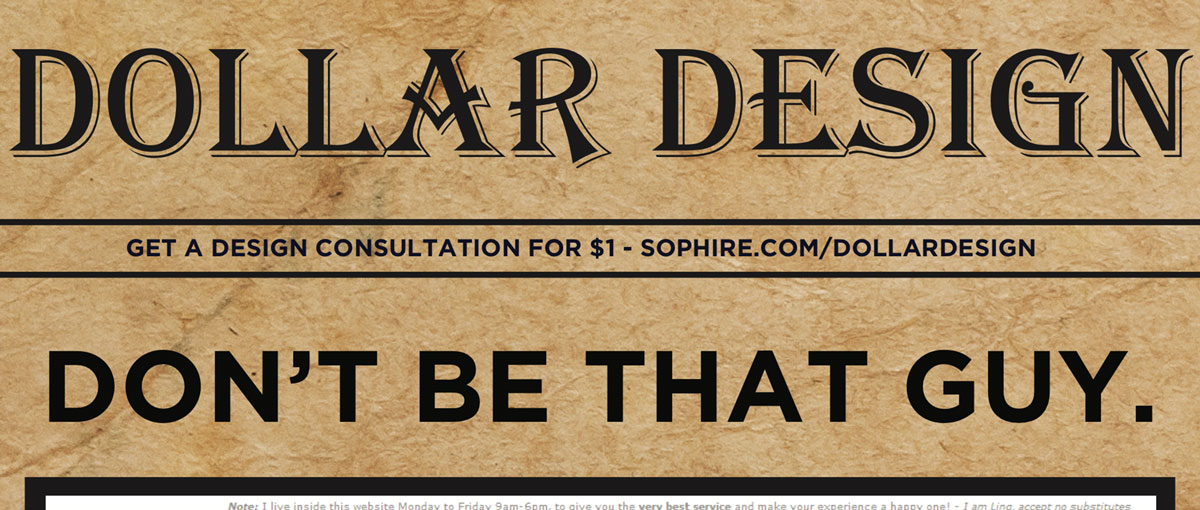 DOLLAR DESIGN
GET A DESIGN CONSULTATION FOR $1 - SOPHIRE.COM/DOLLARDESIGN
DON’T BE THAT GUY.
Note: I live inside this website Monday to Friday 9am-6pm, to give you the very best service and make your experience a happy one! - I am Ling, accept no substitutes